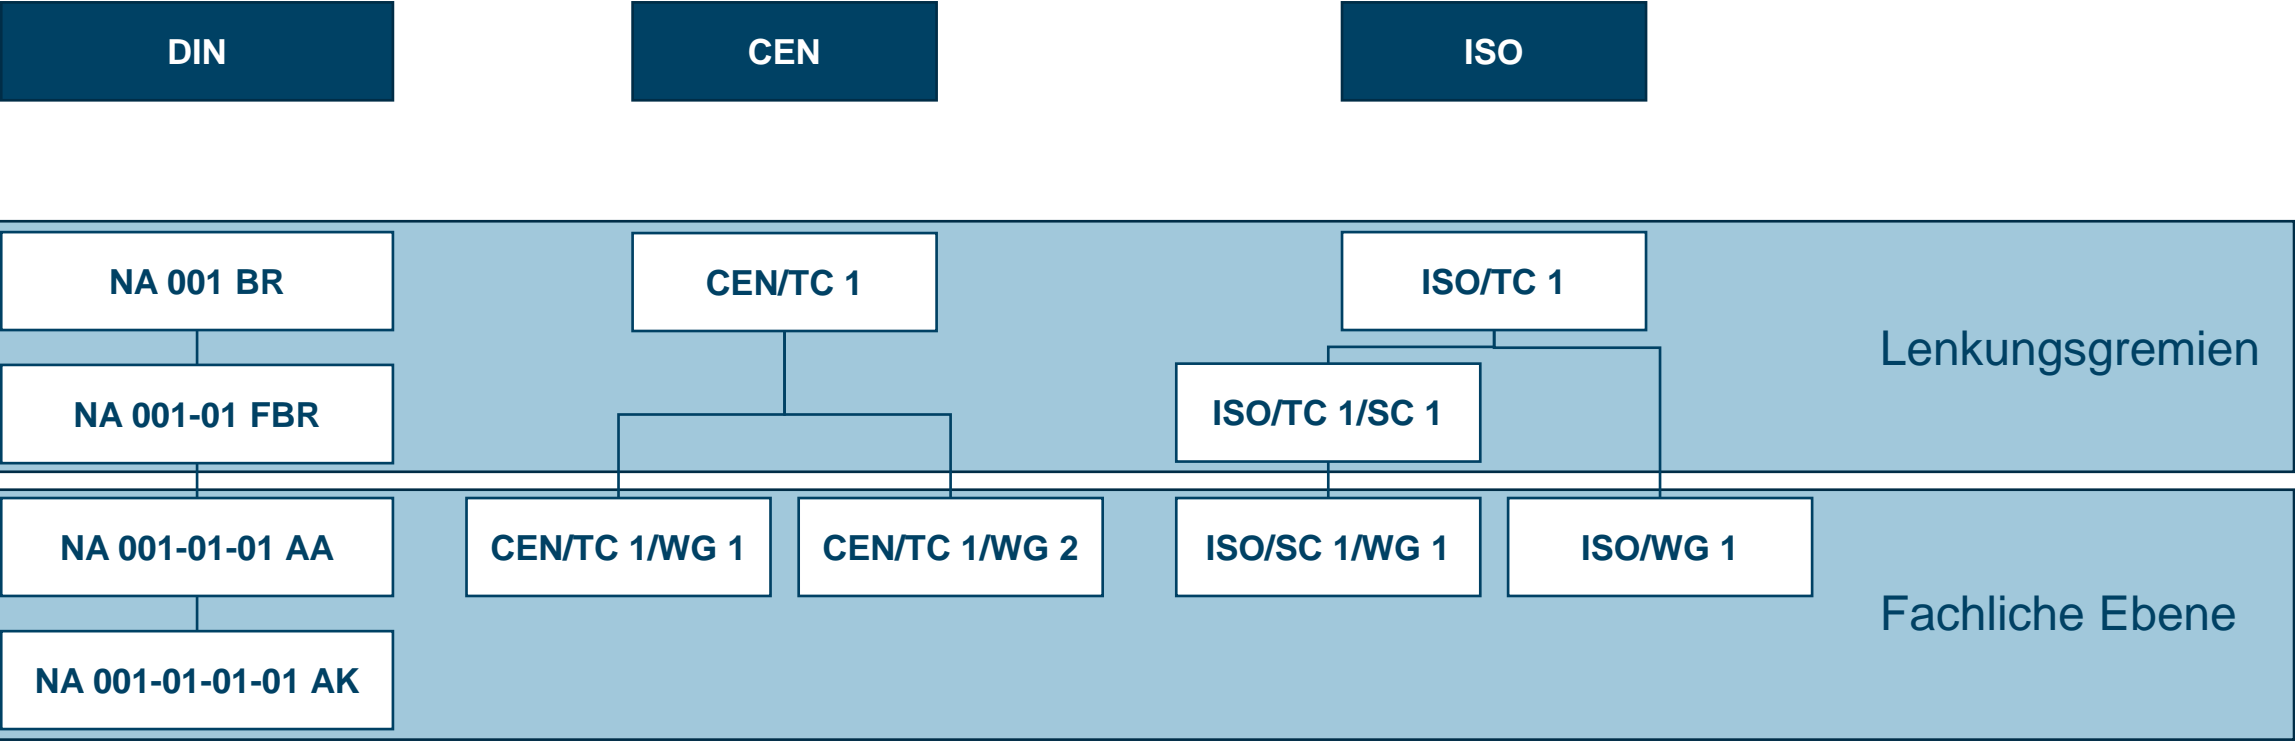 DIN
CEN
ISO
NA 001 BR
CEN/TC 1
ISO/TC 1
Lenkungsgremien
NA 001-01 FBR
ISO/TC 1/SC 1
NA 001-01-01 AA
CEN/TC 1/WG 1
CEN/TC 1/WG 2
ISO/SC 1/WG 1
ISO/WG 1
Fachliche Ebene
NA 001-01-01-01 AK